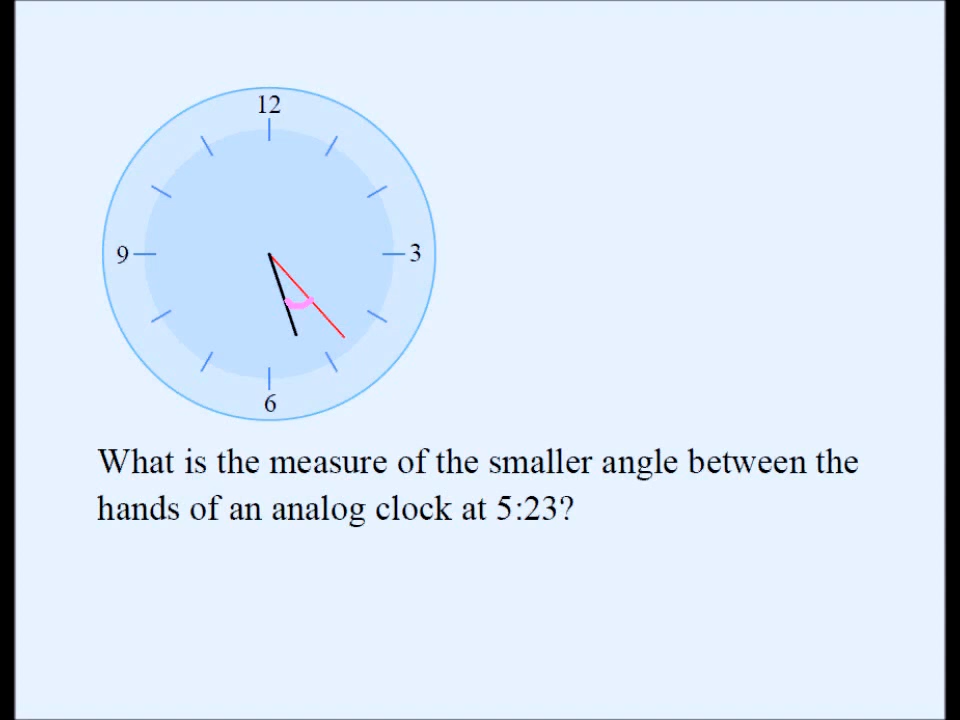 12
9
3
6
What is the measure of the smaller angle between the
hands of an analog clock at 5:23?